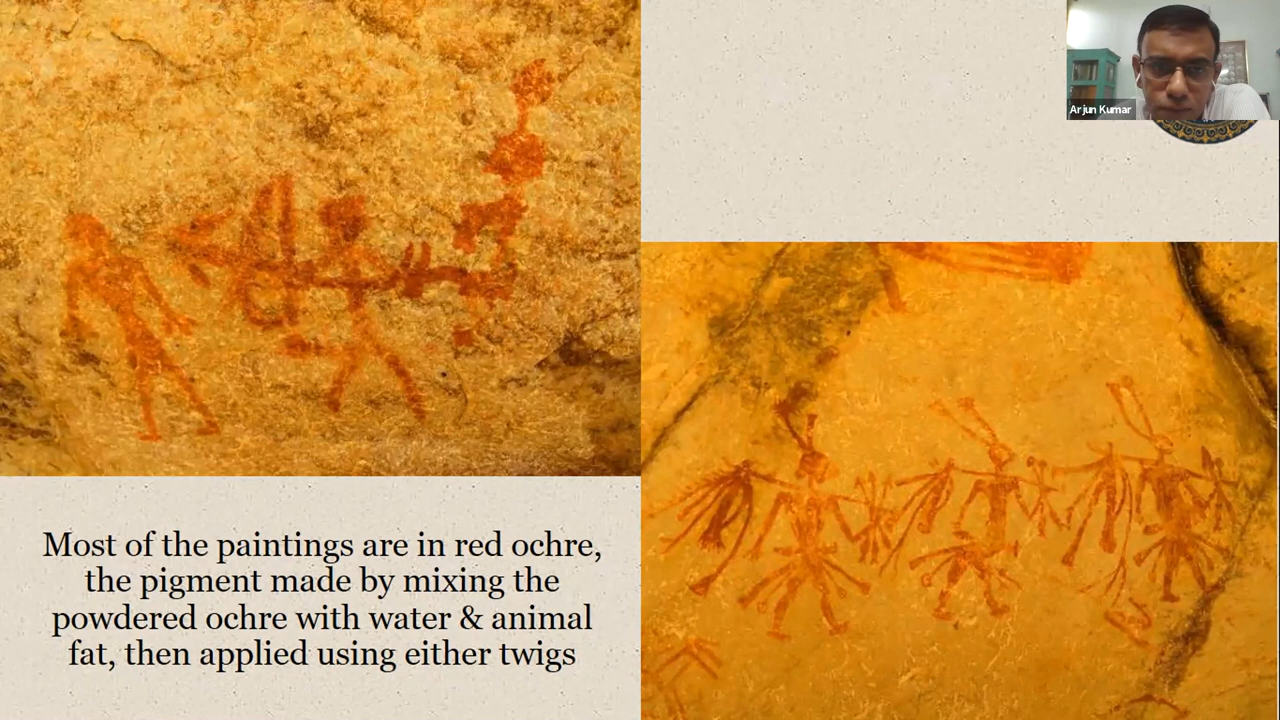 Arjun Kumar
Most of the paintings are in red ochre,
the pigment made by mixing the
powdered ochre with water & animal
fat, then applied using either twigs